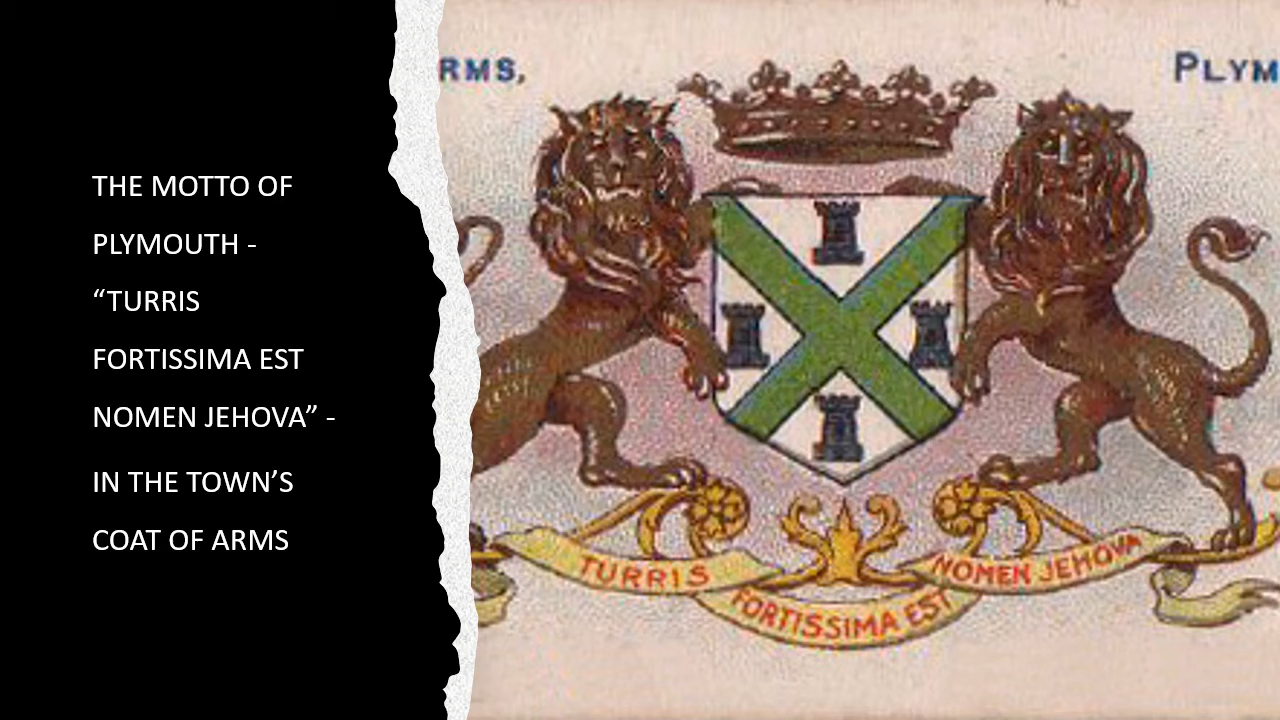 THE MOTTO OF
PLYMOUTH -
“TURRIS
FORTISSIMA EST
NOMEN JEHOVA” -
IN THE TOWN’S
COAT OF ARMS
RMS,
PLYM
TURRIS
FORTISSIMA EST
NOMEN JEHOVA